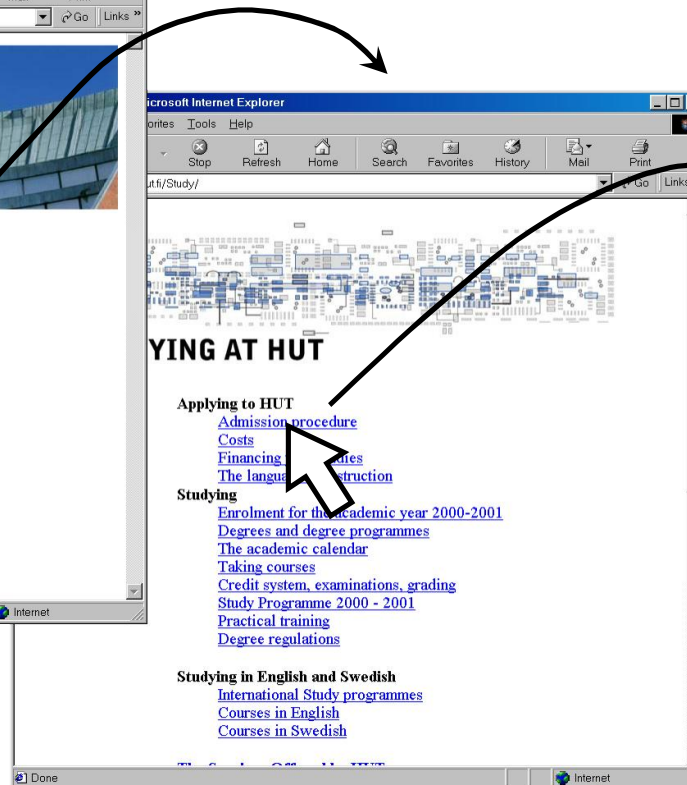 Go Links »
icrosoft Internet Explorer
orites Tools Help
Stop Refresh Home Search Favorites History Mail Print
ut.fi/Study/ Go Links
YING AT HUT
Applying to HUT
Admission procedure
Costs
Financing
The langua struction
Studying
Enrolment for the academic year 2000-2001
Degrees and degree programmes
The academic calendar
Taking courses
Credit system, examinations, grading
Study Programme 2000 - 2001
Practical training
Degree regulations
Internet
Studying in English and Swedish
International Study programmes
Courses in English
Courses in Swedish
Done Internet